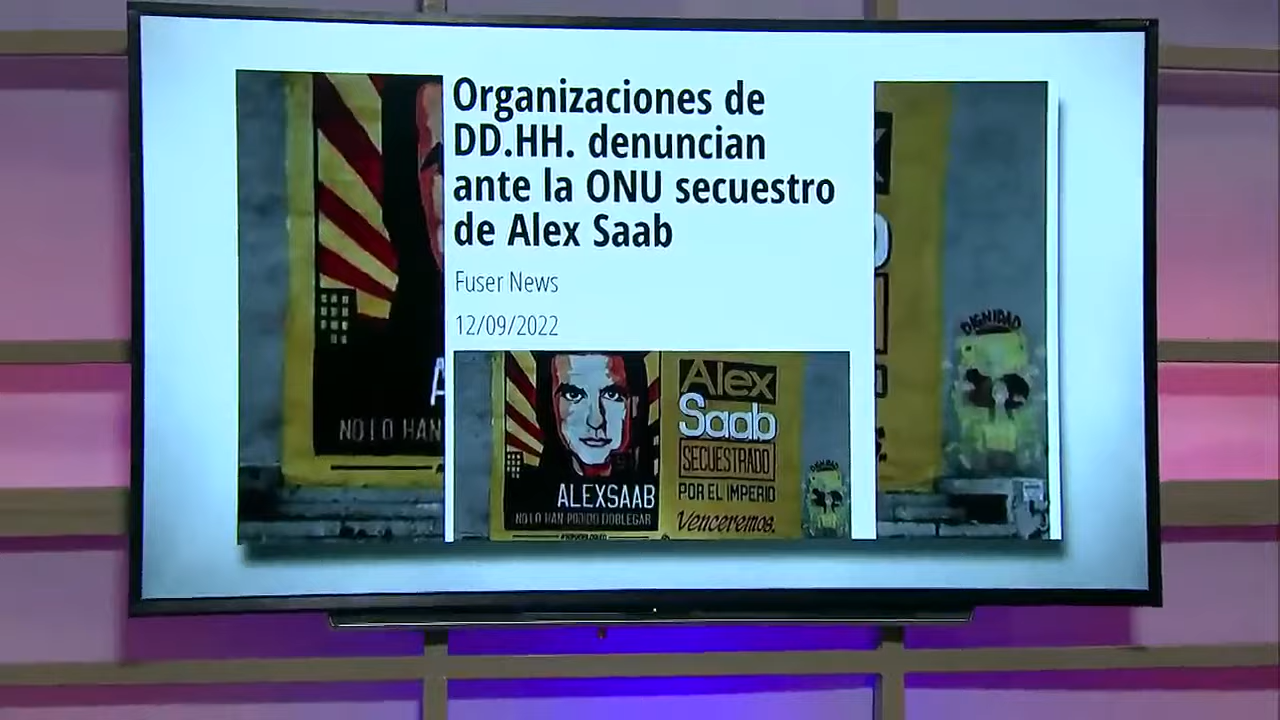 Organizaciones de
DD.HH. denuncian
ante la ONU secuestro
de Alex Saab
Fuser News
12/09/2022
NO LO HAN
DIGNIDAD
ALEXSAAB
NO LO HAN PODIDO DOBLEGAR
Alex
Saab
SECUESTRADO
POR EL IMPERIO
Venceremos.
DIGNIDAD